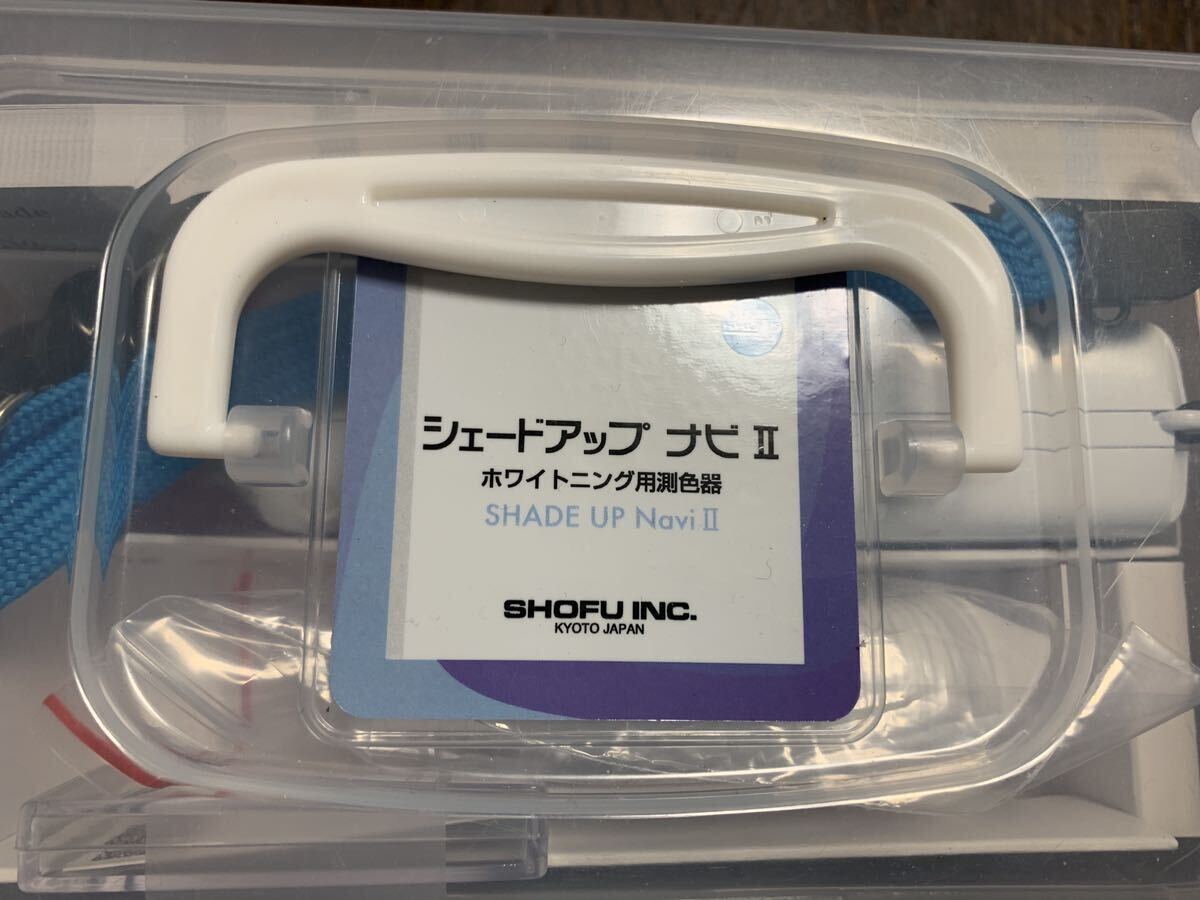 シェードアップ ナビ Ⅱ
ホワイトニング用測色器
SHADE UP Navi Ⅱ
SHOFU INC.
KYOTO JAPAN